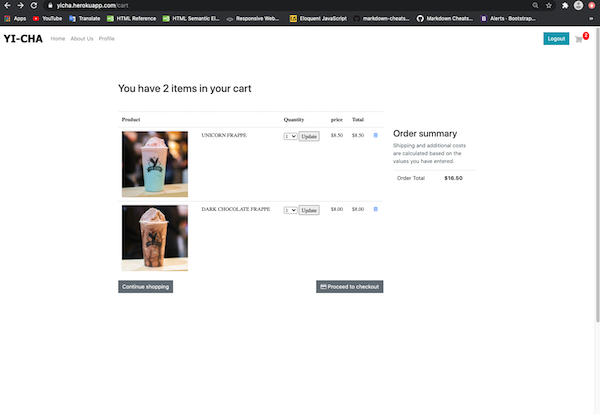 yicha.herokuapp.com/cart
Apps YouTube Translate HTML Reference HTML Semantic El... Responsive Web... Eloquent JavaScript markdown-cheats... Markdown Cheats... Alerts · Bootstrap...
YI-CHA Home About Us Profile Logout 2
You have 2 items in your cart
Product Quantity price Total
UNICORN FRAPPE 1 Update $8.50 $8.50
DARK CHOCOLATE FRAPPE 1 Update $8.00 $8.00
Continue shopping Proceed to checkout
Order summary
Shipping and additional costs
are calculated based on the
values you have entered.
Order Total $16.50